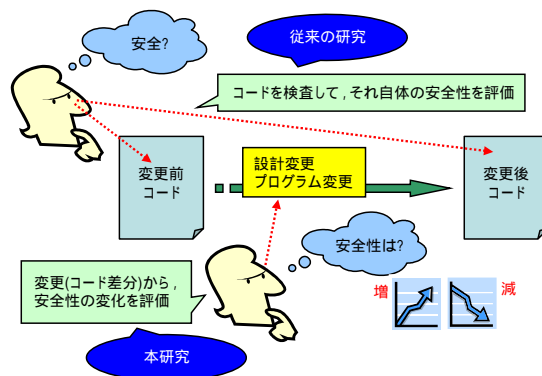 安全?
従来の研究
コードを検査して，それ自体の安全性を評価
変更前
コード
設計変更
プログラム変更
変更後
コード
安全性は?
変更(コード差分)から，
安全性の変化を評価
増
減
本研究